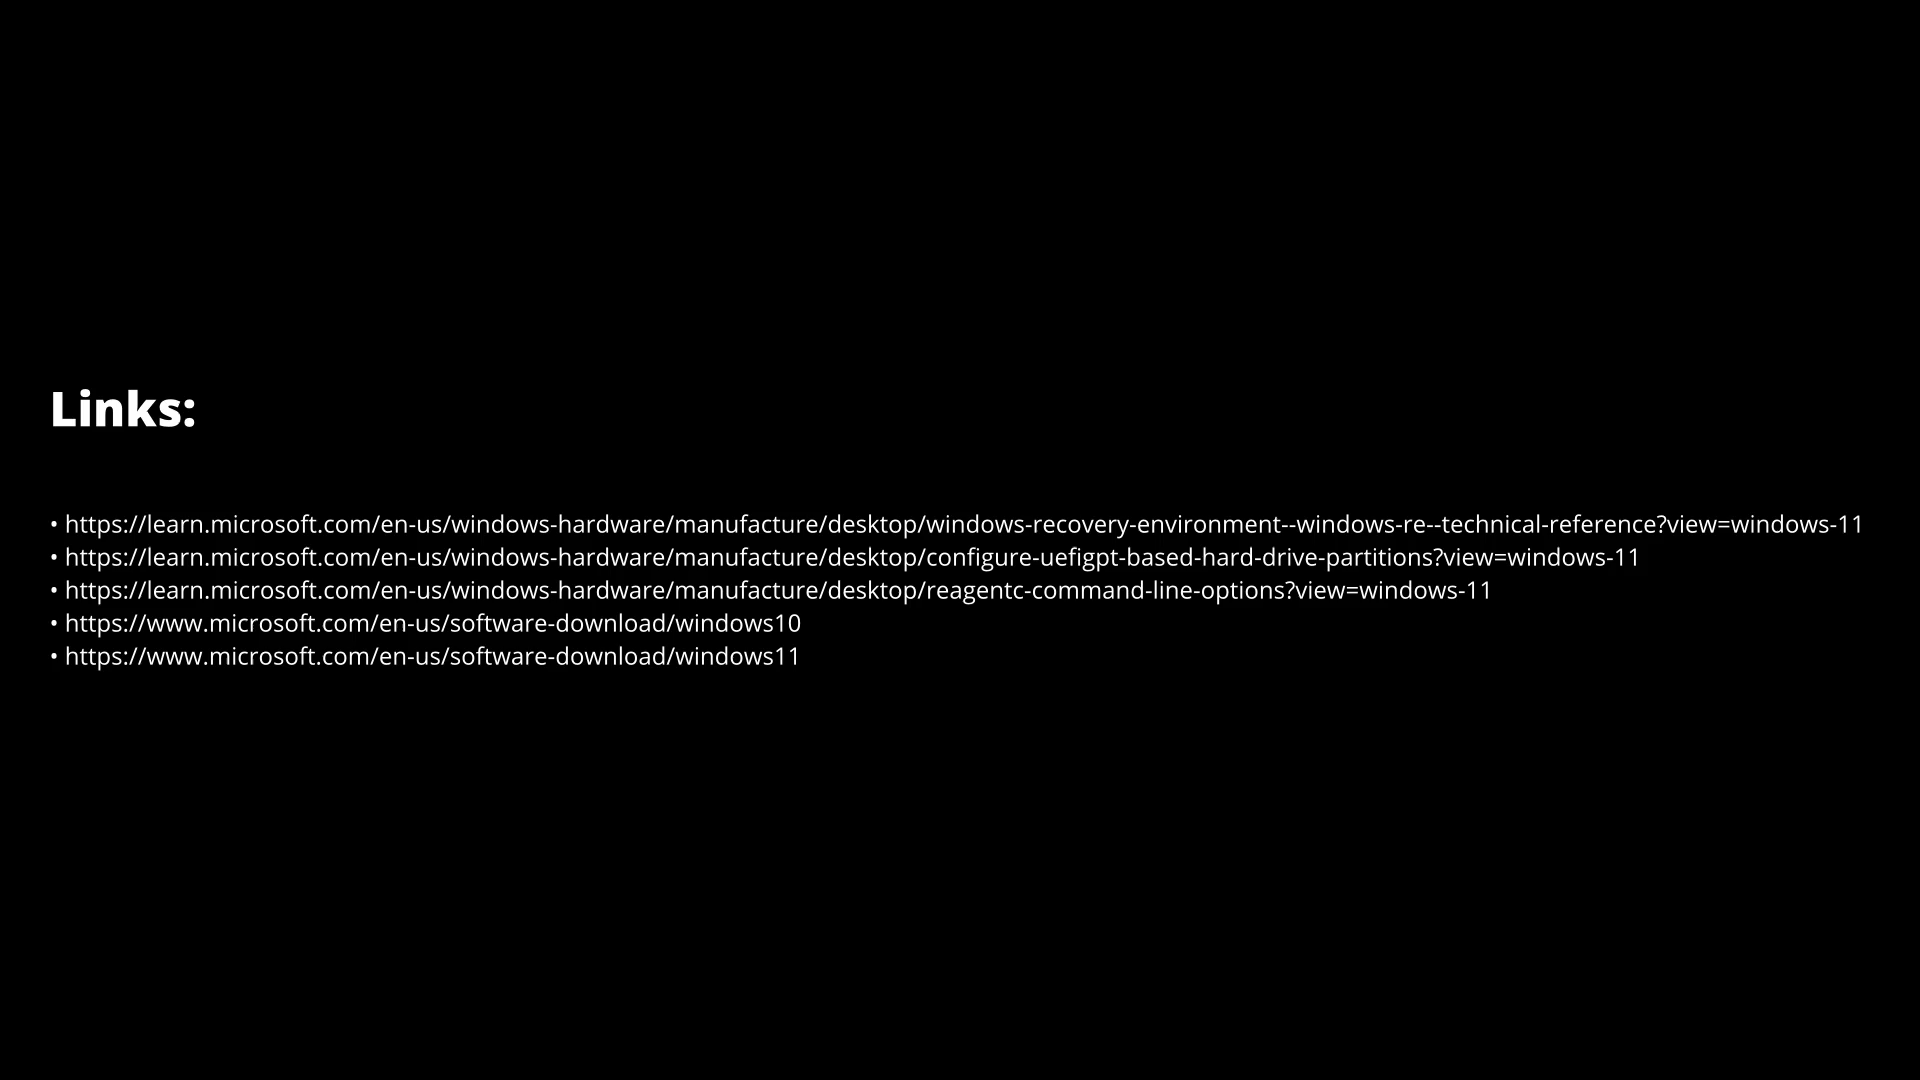 Links:
• https://learn.microsoft.com/en-us/windows-hardware/manufacture/desktop/windows-recovery-environment--windows-re--technical-reference?view=windows-11
• https://learn.microsoft.com/en-us/windows-hardware/manufacture/desktop/configure-uefigpt-based-hard-drive-partitions?view=windows-11
• https://learn.microsoft.com/en-us/windows-hardware/manufacture/desktop/reagentc-command-line-options?view=windows-11
• https://www.microsoft.com/en-us/software-download/windows10
• https://www.microsoft.com/en-us/software-download/windows11